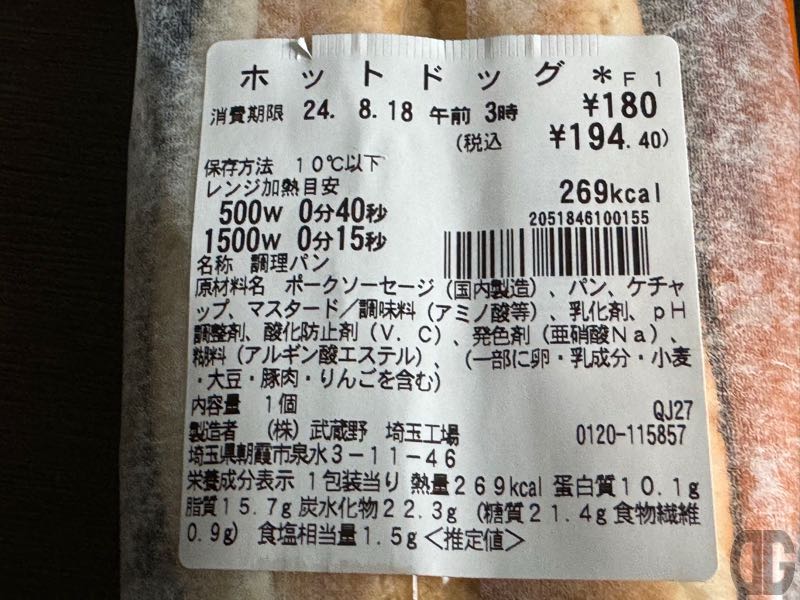 ホットドッグ＊Ｆ１
消費期限 24. 8.18 午前 3時 ¥180
(税込 ¥194.40)
保存方法 １０℃以下
レンジ加熱目安
500W 0分40秒 269kcal
1500W 0分15秒 2051846100155
名称 調理パン
原材料名 ポークソーセージ（国内製造）、パン、ケチャ
ップ、マスタード／調味料（アミノ酸等）、乳化剤、ｐＨ
調整剤、酸化防止剤（Ｖ．Ｃ）、発色剤（亜硝酸Ｎａ）、
糊料（アルギン酸エステル）、（一部に卵・乳成分・小麦
・大豆・豚肉・りんごを含む）
内容量 １個 QJ27
製造者 （株）武蔵野 埼玉工場 0120-115857
埼玉県朝霞市泉水３－１１－４６
栄養成分表示 １包装当り 熱量２６９kcal 蛋白質１０.１g
脂質１５.７g 炭水化物２２.３g （糖質２１.４g 食物繊維
０.９g） 食塩相当量１.５g＜推定値＞